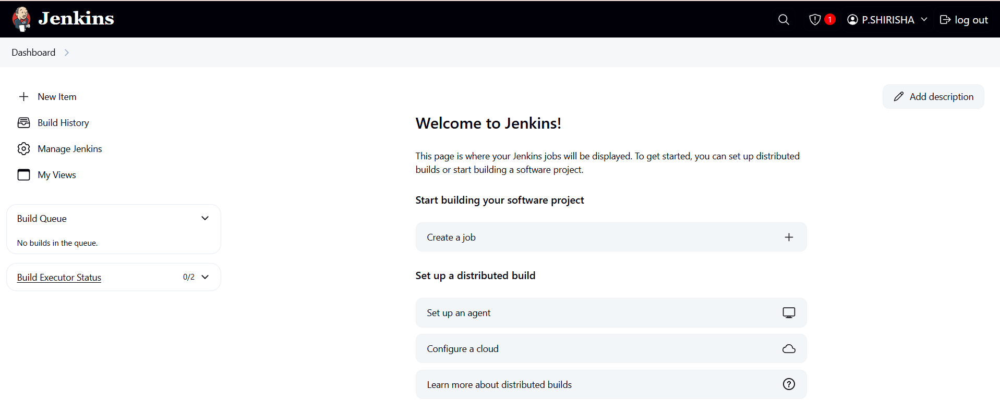 Jenkins
1
P.SHIRISHA
log out
Dashboard
New Item
Build History
Manage Jenkins
My Views
Build Queue
No builds in the queue.
Build Executor Status
0/2
Add description
Welcome to Jenkins!
This page is where your Jenkins jobs will be displayed. To get started, you can set up distributed
builds or start building a software project.
Start building your software project
Create a job
Set up a distributed build
Set up an agent
Configure a cloud
Learn more about distributed builds